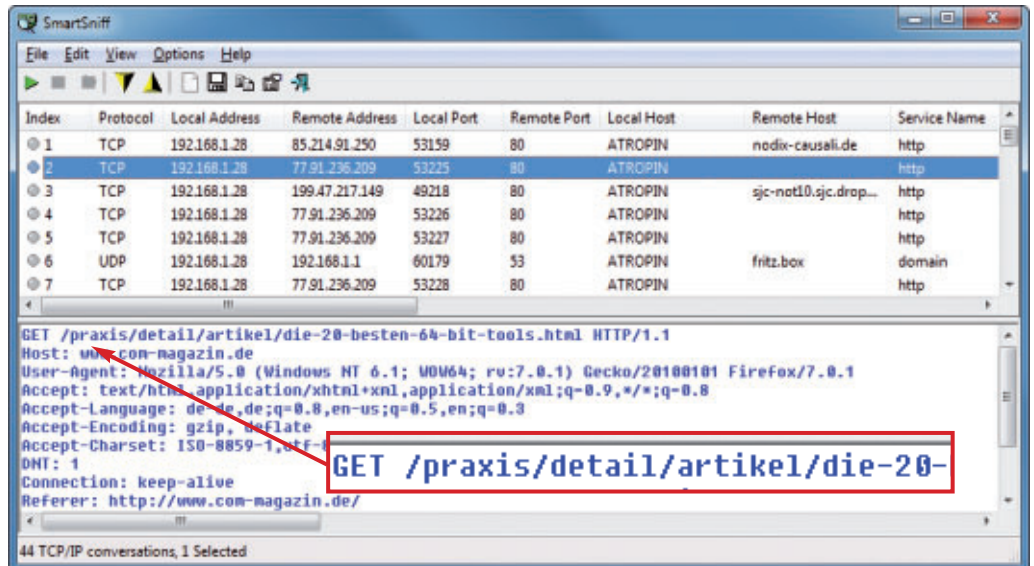 SmartSniff
File Edit View Options Help
Index Protocol Local Address Remote Address Local Port Remote Port Local Host Remote Host Service Name
1 TCP 192.168.1.28 85.214.91.250 53159 80 ATROPIN nodix-causali.de http
2 TCP 192.168.1.28 77.91.236.209 53225 80 ATROPIN http
3 TCP 192.168.1.28 199.47.217.149 49218 80 ATROPIN sjc-not10.sjc.drop... http
4 TCP 192.168.1.28 77.91.236.209 53226 80 ATROPIN http
5 TCP 192.168.1.28 77.91.236.209 53227 80 ATROPIN http
6 UDP 192.168.1.28 192.168.1.1 60179 53 ATROPIN fritz.box domain
7 TCP 192.168.1.28 77.91.236.209 53228 80 ATROPIN http
GET /praxis/detail/artikel/die-20-besten-64-bit-tools.html HTTP/1.1
Host: www.com-magazin.de
User-Agent: Mozilla/5.0 (Windows NT 6.1; WOW64; rv:7.0.1) Gecko/20100101 Firefox/7.0.1
Accept: text/html,application/xhtml+xml,application/xml;q=0.9,*/*;q=0.8
Accept-Language: de-de,de;q=0.8,en-us;q=0.5,en;q=0.3
Accept-Encoding: gzip, deflate
Accept-Charset: ISO-8859-1,utf-8
DNT: 1
GET /praxis/detail/artikel/die-20-
Connection: keep-alive
Referer: http://www.com-magazin.de/
44 TCP/IP conversations, 1 Selected